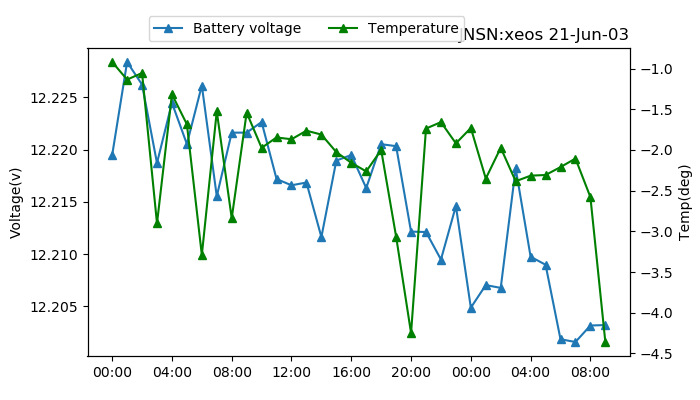 Battery voltage
Temperature
JNSN:xeos 21-Jun-03
Voltage(v)
12.225
12.220
12.215
12.210
12.205
Temp(deg)
−1.0
−1.5
−2.0
−2.5
−3.0
−3.5
−4.0
−4.5
00:00 04:00 08:00 12:00 16:00 20:00 00:00 04:00 08:00